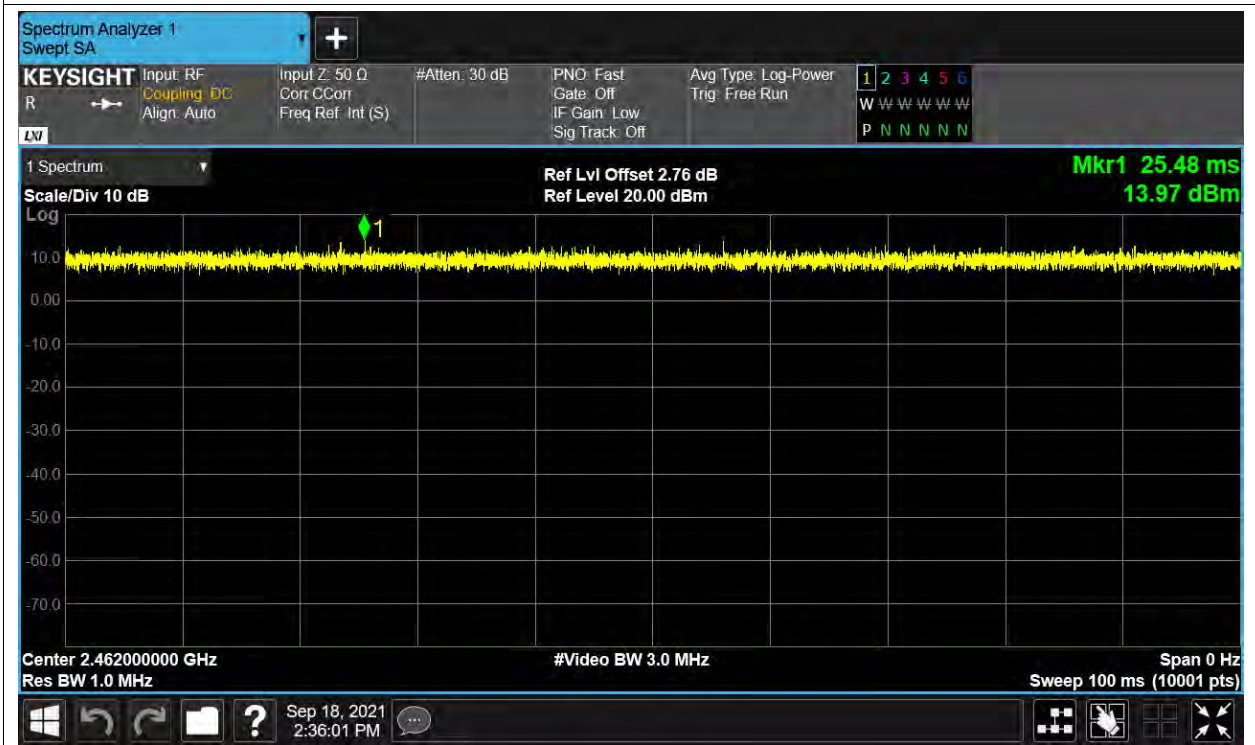 Spectrum Analyzer 1
Swept SA
KEYSIGHT
R
LXI
Input: RF
Coupling: DC
Align: Auto
Input Z: 50 Ω
Corr CCorr
Freq Ref: Int (S)
#Atten: 30 dB
PNO: Fast
Gate: Off
IF Gain: Low
Sig Track: Off
Avg Type: Log-Power
Trig: Free Run
1 2 3 4 5 6
W W W W W W
P N N N N N
1 Spectrum
Scale/Div 10 dB
Ref Lvl Offset 2.76 dB
Ref Level 20.00 dBm
Mkr1 25.48 ms
13.97 dBm
Log
1
10.0
0.00
-10.0
-20.0
-30.0
-40.0
-50.0
-60.0
-70.0
Center 2.462000000 GHz
Res BW 1.0 MHz
#Video BW 3.0 MHz
Span 0 Hz
Sweep 100 ms (10001 pts)
Sep 18, 2021
2:36:01 PM